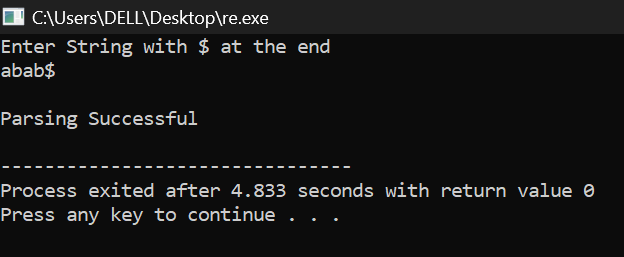 C:\Users\DELL\Desktop\re.exe
Enter String with $ at the end
abab$
Parsing Successful
--------------------------------
Process exited after 4.833 seconds with return value 0
Press any key to continue . . .